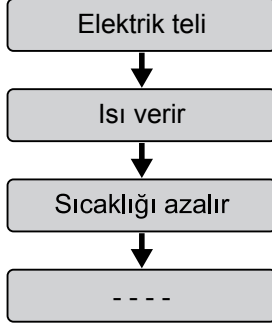 Elektrik teli
Isı verir
Sıcaklığı azalır
- - - -